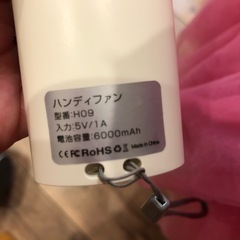 ハンディファン
型番:H09
入力:5V/1A
電池容量:6000mAh
CE FC RoHS
Made in China